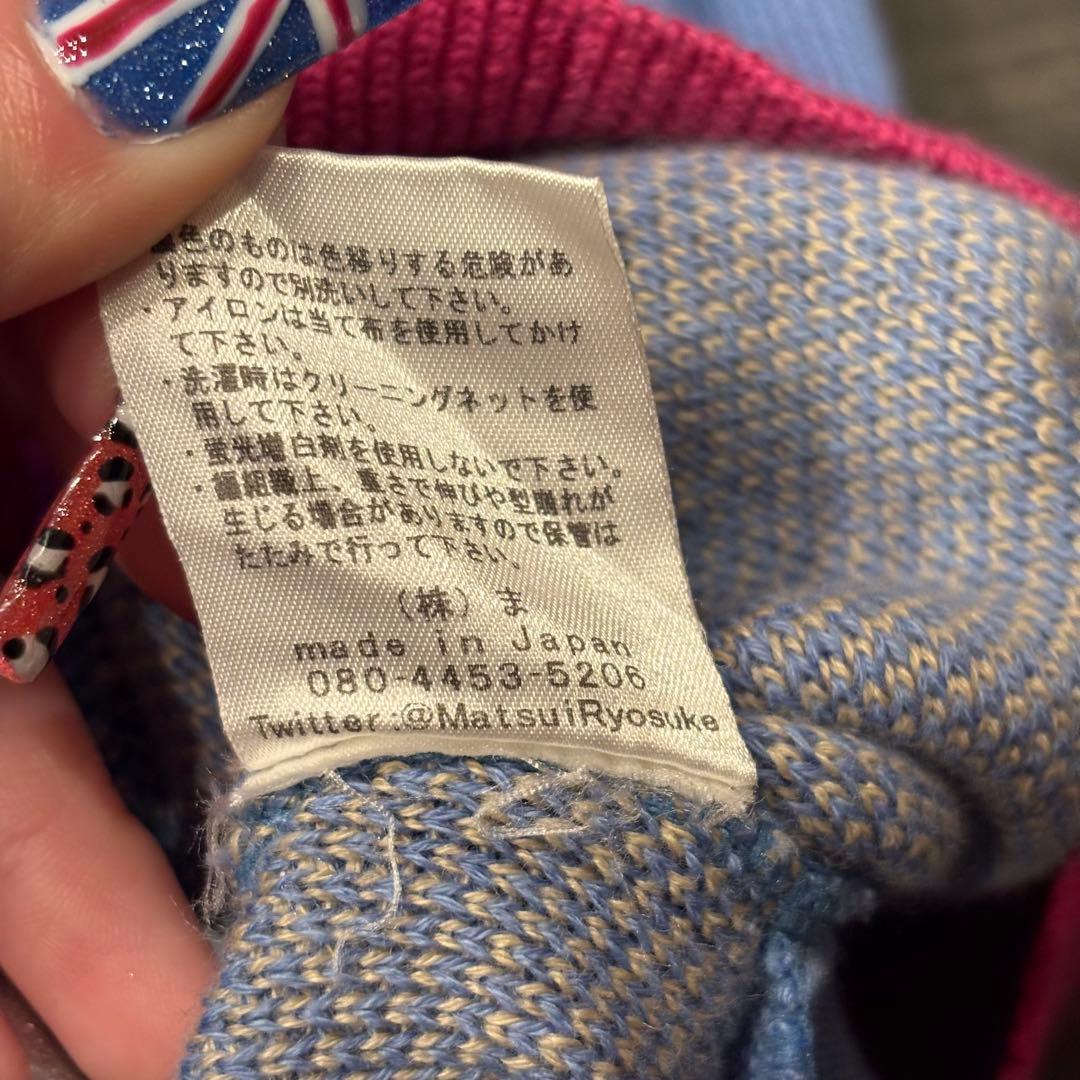 濃色のものは色移りする危険があ
りますので別洗いして下さい。
・アイロンは当て布を使用してかけ
て下さい。
・洗濯時はクリーニングネットを使
用して下さい。
・蛍光増白剤を使用しないで下さい。
・編組織上、重さで伸びや型崩れが
生じる場合がありますので保管は
たたみで行って下さい。
(株)ま
made in Japan
080-4453-5206
Twitter:@MatsuiRyosuke